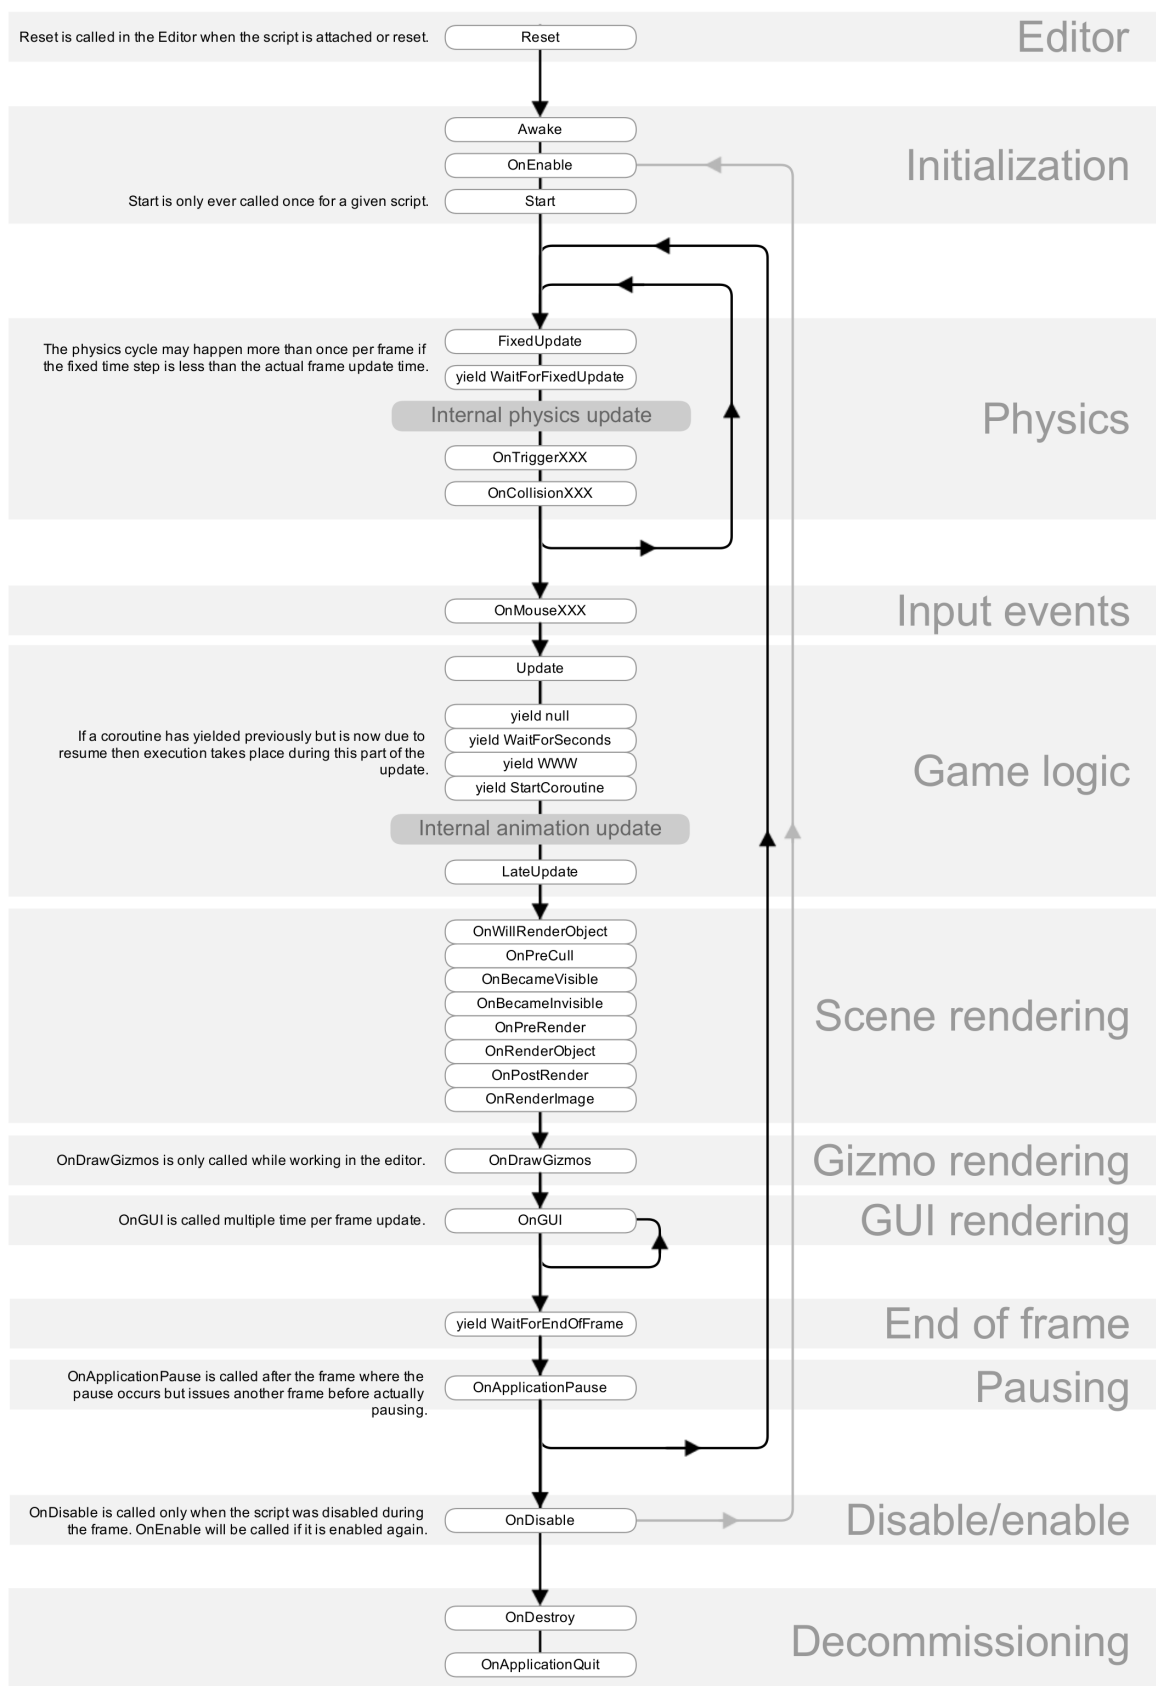 Reset is called in the Editor when the script is attached or reset.
Reset
Editor
Awake
OnEnable
Initialization
Start is only ever called once for a given script.
Start
FixedUpdate
The physics cycle may happen more than once per frame if
the fixed time step is less than the actual frame update time.
yield WaitForFixedUpdate
Internal physics update
Physics
OnTriggerXXX
OnCollisionXXX
OnMouseXXX
Input events
Update
yield null
If a coroutine has yielded previously but is now due to
resume then execution takes place during this part of the
update.
yield WaitForSeconds
yield WWW
yield StartCoroutine
Game logic
Internal animation update
LateUpdate
OnWillRenderObject
OnPreCull
OnBecameVisible
OnBecameInvisible
Scene rendering
OnPreRender
OnRenderObject
OnPostRender
OnRenderImage
OnDrawGizmos is only called while working in the editor.
OnDrawGizmos
Gizmo rendering
OnGUI is called multiple time per frame update.
OnGUI
GUI rendering
yield WaitForEndOfFrame
End of frame
OnApplicationPause is called after the frame where the
pause occurs but issues another frame before actually
pausing.
OnApplicationPause
Pausing
OnDisable is called only when the script was disabled during
the frame. OnEnable will be called if it is enabled again.
OnDisable
Disable/enable
OnDestroy
Decommissioning
OnApplicationQuit